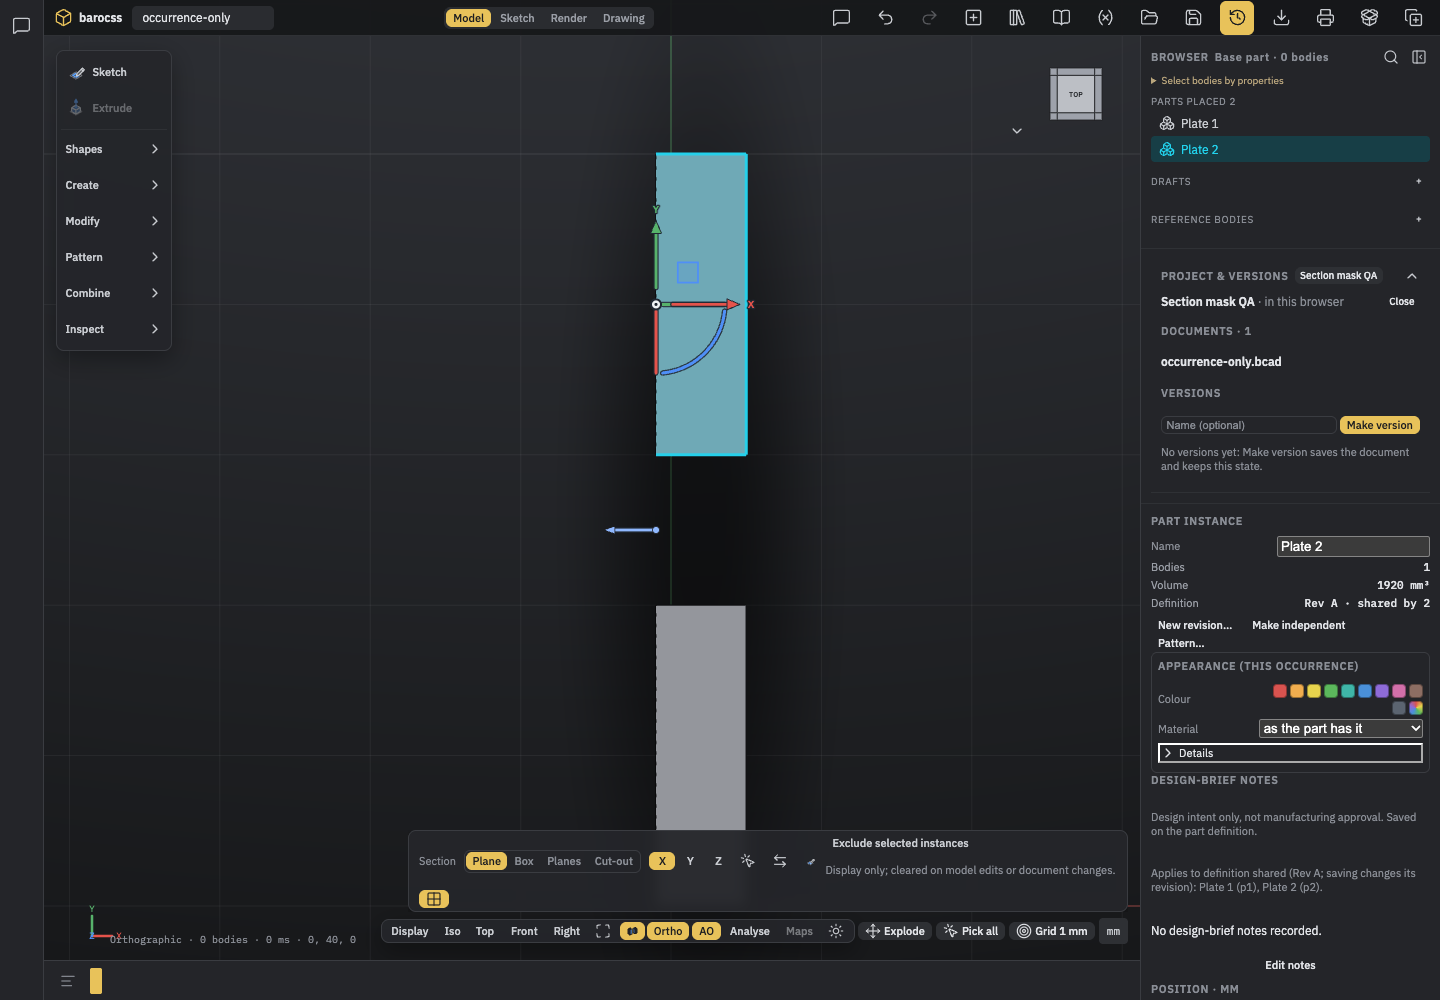 barocss
occurrence-only
Model Sketch Render Drawing
Sketch
Extrude
Shapes
Create
Modify
Pattern
Combine
Inspect
TOP
Y
X
BROWSER Base part · 0 bodies
Select bodies by properties
PARTS PLACED 2
Plate 1
Plate 2
DRAFTS +
REFERENCE BODIES +
PROJECT & VERSIONS Section mask QA
Section mask QA · in this browser Close
DOCUMENTS · 1
occurrence-only.bcad
VERSIONS
Name (optional) Make version
No versions yet: Make version saves the document
and keeps this state.
PART INSTANCE
Name Plate 2
Bodies 1
Volume 1920 mm³
Definition Rev A · shared by 2
New revision... Make independent
Pattern...
APPEARANCE (THIS OCCURRENCE)
Colour
Material as the part has it
Details
DESIGN-BRIEF NOTES
Design intent only, not manufacturing approval. Saved
on the part definition.
Applies to definition shared (Rev A; saving changes its
revision): Plate 1 (p1), Plate 2 (p2).
No design-brief notes recorded.
Edit notes
POSITION · MM
Section Plane Box Planes Cut-out X Y Z
Exclude selected instances
Display only; cleared on model edits or document changes.
Y
Z X
Orthographic · 0 bodies · 0 ms · 0, 40, 0
Display Iso Top Front Right Ortho AO Analyse Maps Explode Pick all Grid 1 mm mm